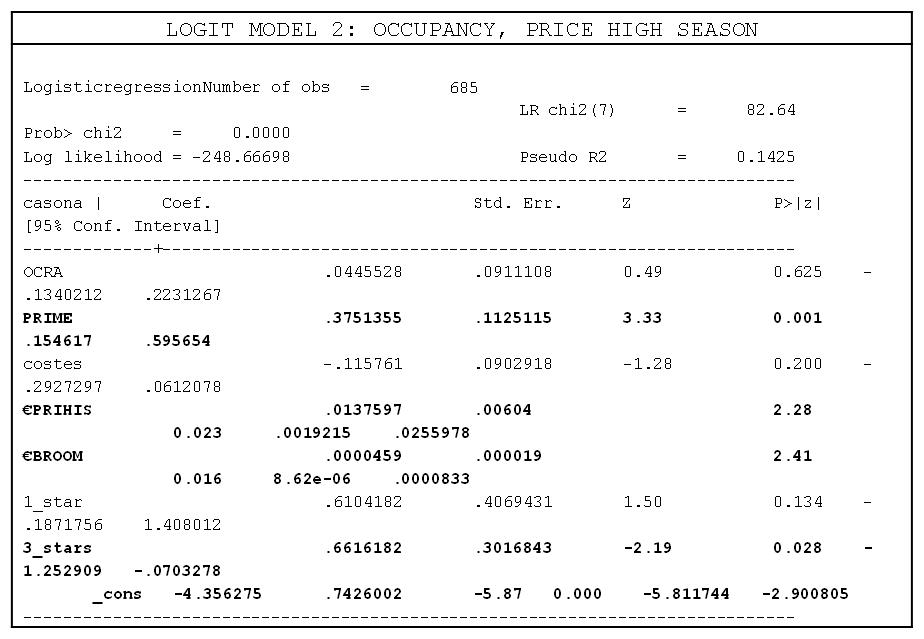 LOGIT MODEL 2: OCCUPANCY, PRICE HIGH SEASON
LogisticregressionNumber of obs = 685
LR chi2(7) = 82.64
Prob> chi2 = 0.0000
Log likelihood = -248.66698 Pseudo R2 = 0.1425
------------------------------------------------------------------------------
casona | Coef. Std. Err. Z P>|z|
[95% Conf. Interval]
-------------+----------------------------------------------------------------
OCRA .0445528 .0911108 0.49 0.625 -
.1340212 .2231267
PRIME .3751355 .1125115 3.33 0.001
.154617 .595654
costes -.115761 .0902918 -1.28 0.200 -
.2927297 .0612078
€PRIHIS .0137597 .00604 2.28
0.023 .0019215 .0255978
€BROOM .0000459 .000019 2.41
0.016 8.62e-06 .0000833
1_star .6104182 .4069431 1.50 0.134 -
.1871756 1.408012
3_stars .6616182 .3016843 -2.19 0.028 -
1.252909 -.0703278
_cons -4.356275 .7426002 -5.87 0.000 -5.811744 -2.900805
------------------------------------------------------------------------------